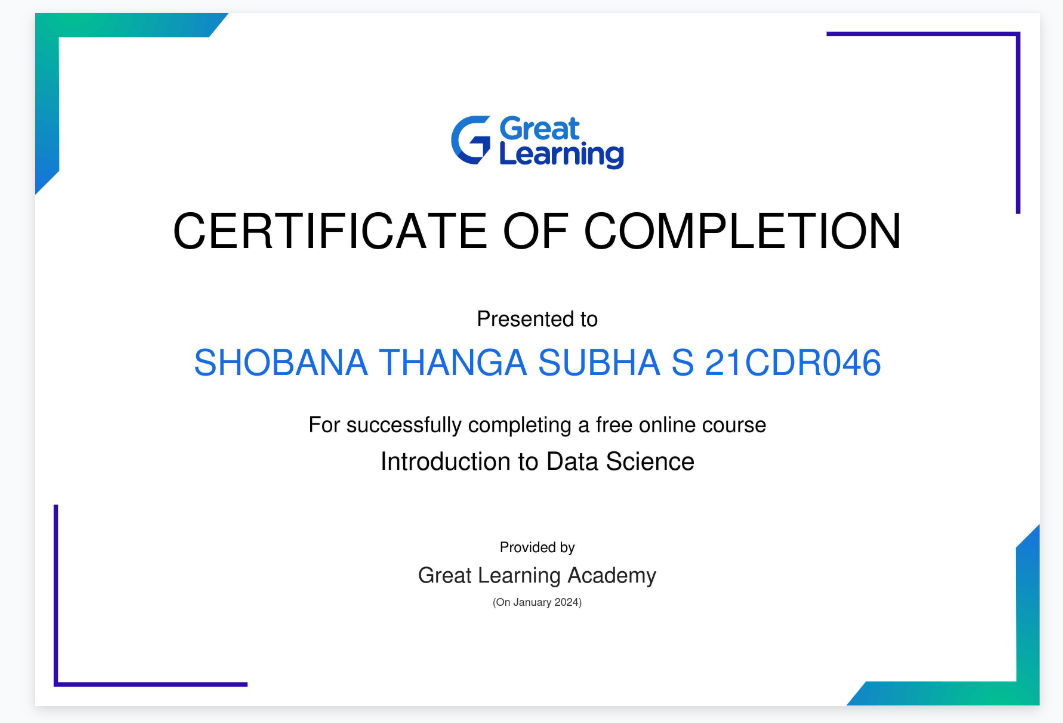 Great
Learning
CERTIFICATE OF COMPLETION
Presented to
SHOBANA THANGA SUBHA S 21CDR046
For successfully completing a free online course
Introduction to Data Science
Provided by
Great Learning Academy
(On January 2024)